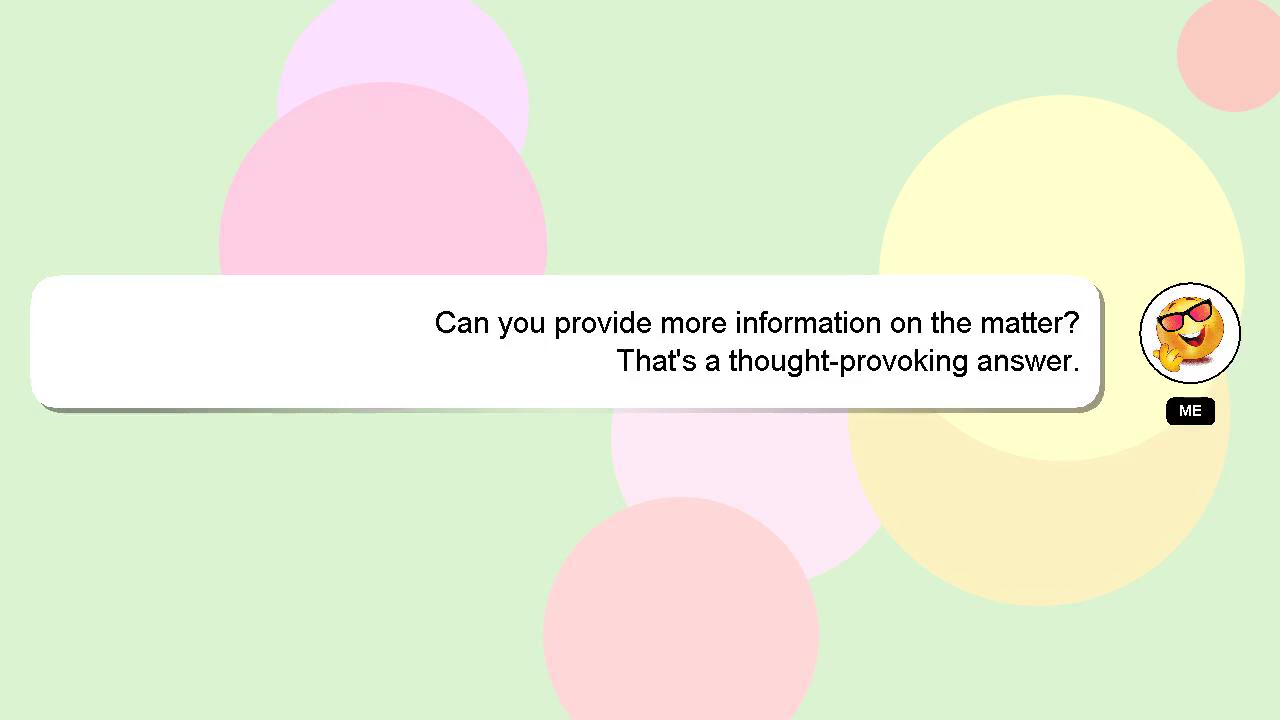 Can you provide more information on the matter?
That's a thought-provoking answer.
ME